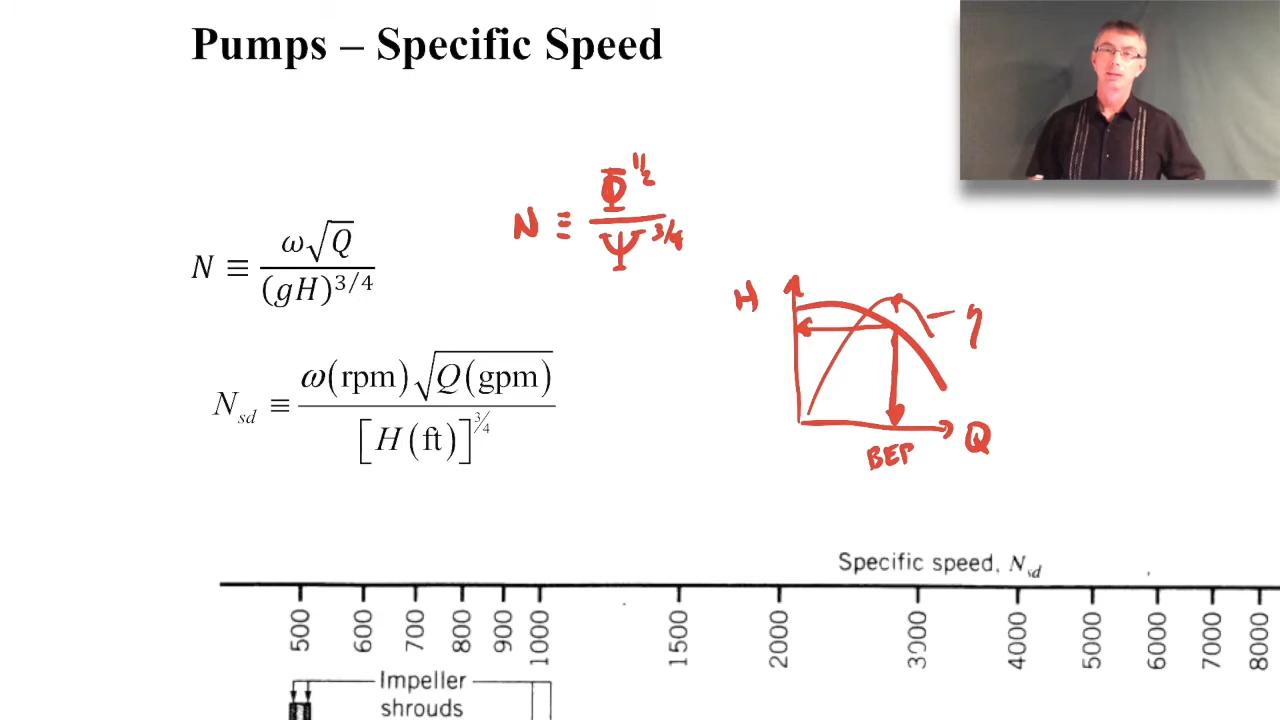 Pumps – Specific Speed
N ≡ Φ^1/2 / Ψ^3/4
N ≡ ω√Q / (gH)^3/4
H
η
N_sd ≡ ω(rpm)√Q(gpm) / [H(ft)]^3/4
Q
BEP
Specific speed, N_sd
500 600 700 800 900 1000 1500 2000 3000 4000 5000 6000 7000 8000
Impeller
shrouds